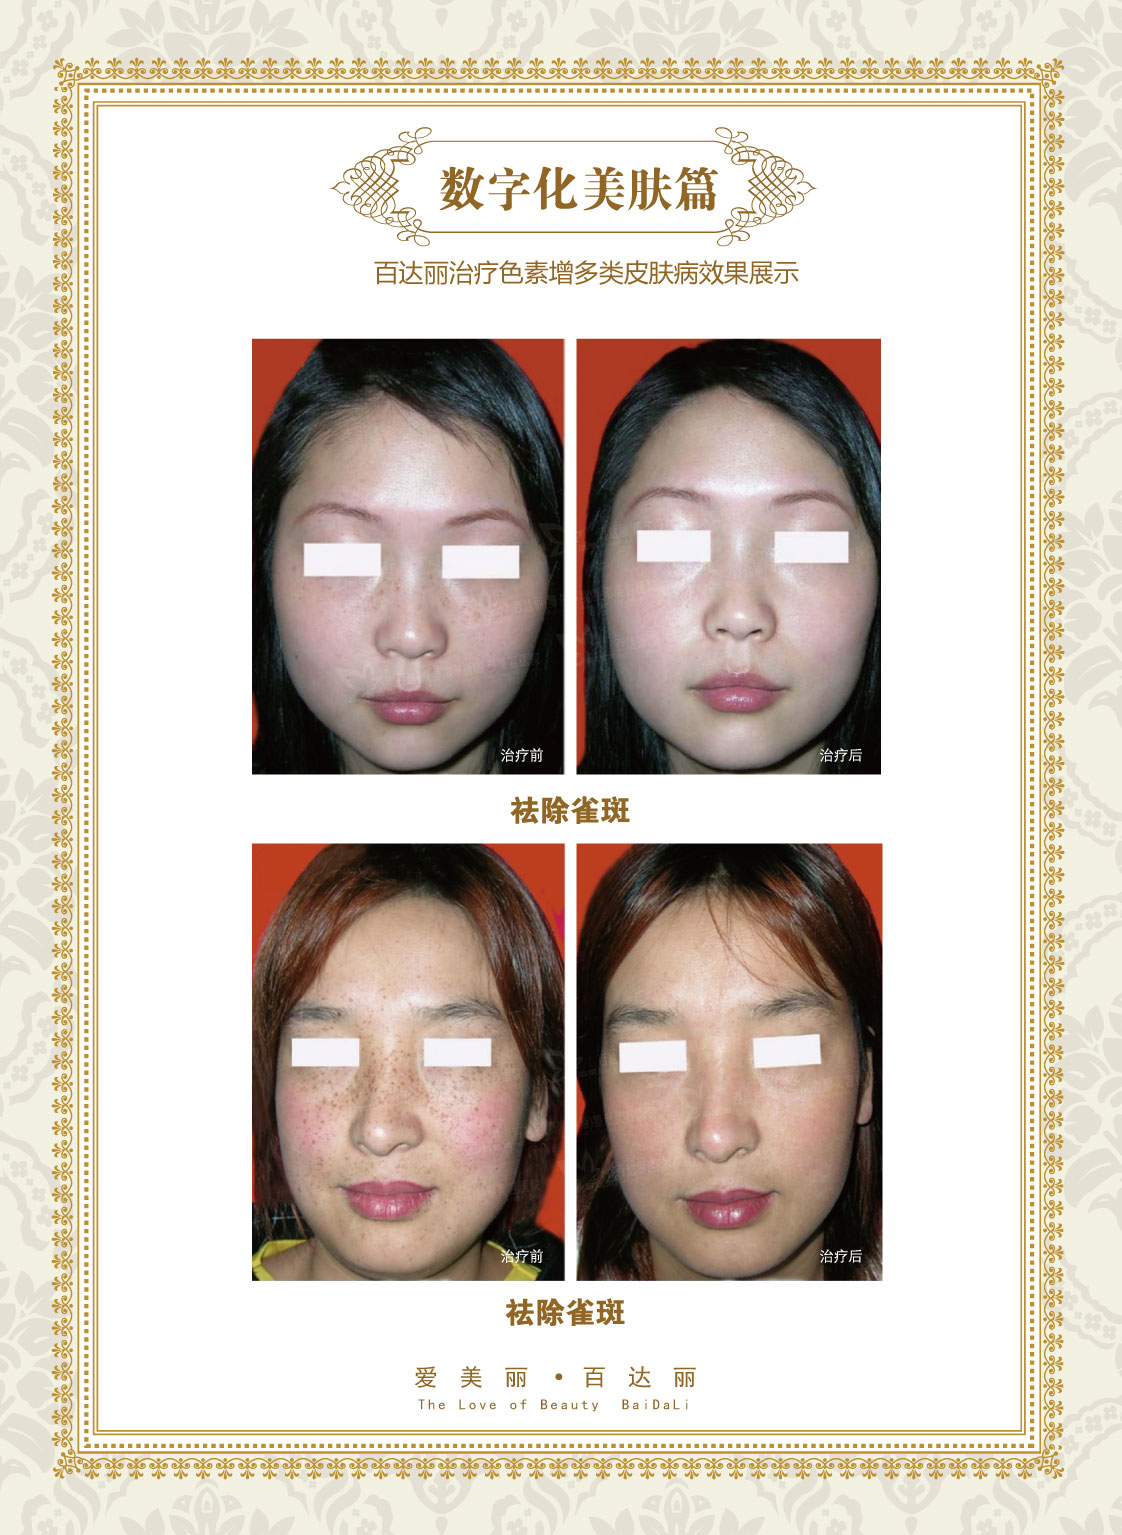 数字化美肤篇
百达丽治疗色素增多类皮肤病效果展示
治疗前
治疗后
祛除雀斑
治疗前
治疗后
祛除雀斑
爱美丽·百达丽
The Love of Beauty BaiDaLi